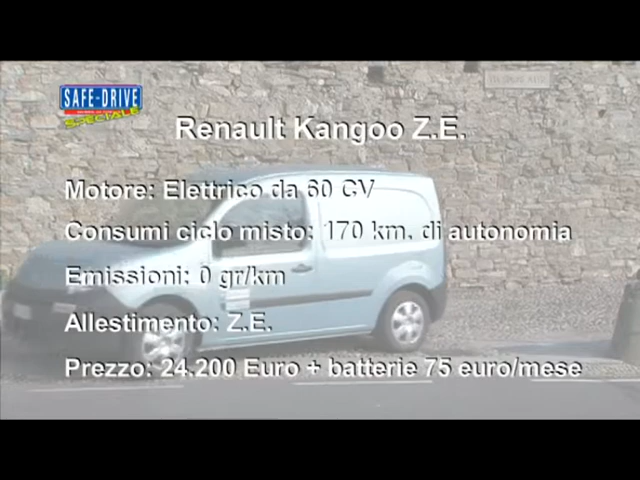 SAFE-DRIVE
SPECIALE
Renault Kangoo Z.E.
Motore: Elettrico da 60 CV
Consumi ciclo misto: 170 km. di autonomia
Emissioni: 0 gr/km
Allestimento: Z.E.
Prezzo: 24.200 Euro + batterie 75 euro/mese